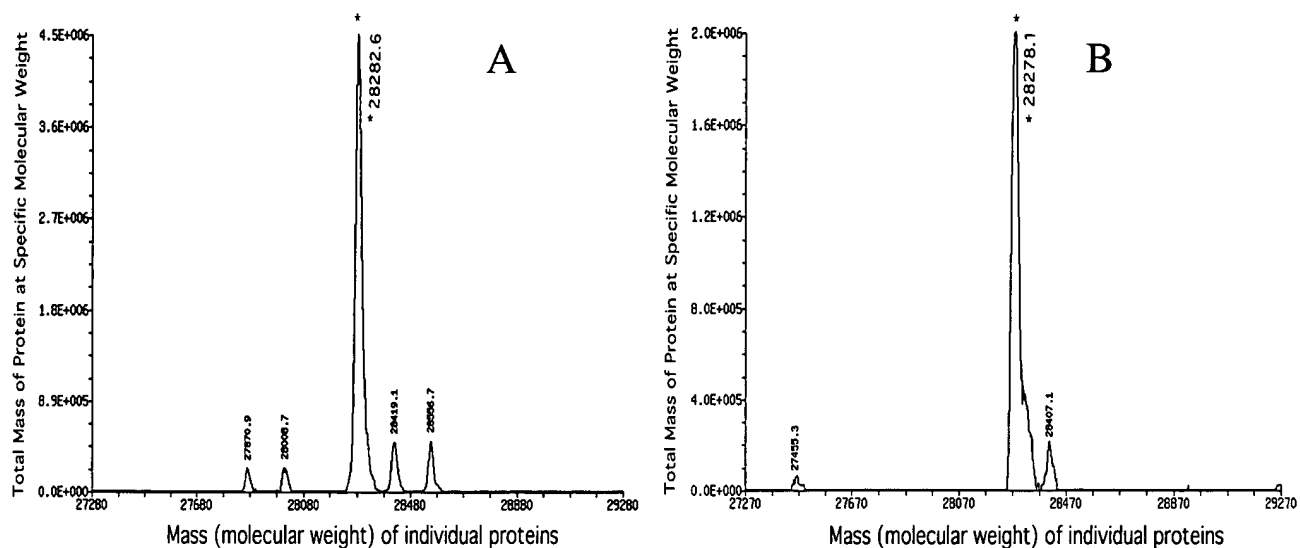 A
Total Mass of Protein at Specific Molecular Weight
4.5E+006
3.6E+006
2.7E+006
1.8E+006
8.9E+005
0.0E+000
27870.9
28008.7
*
* 28282.6
28419.1
28556.7
27280 27680 28080 28480 28880 29280
Mass (molecular weight) of individual proteins
B
Total Mass of Protein at Specific Molecular Weight
2.0E+006
1.6E+006
1.2E+006
8.0E+005
4.0E+005
0.0E+000
27455.3
*
* 28278.1
28407.1
27270 27670 28070 28470 28870 29270
Mass (molecular weight) of individual proteins